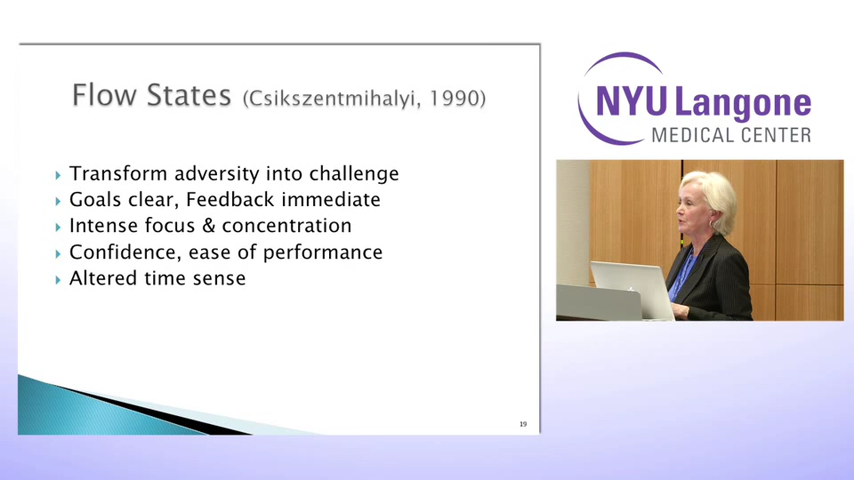 Flow States (Csikszentmihalyi, 1990)
Transform adversity into challenge
Goals clear, Feedback immediate
Intense focus & concentration
Confidence, ease of performance
Altered time sense
19
NYU Langone
MEDICAL CENTER